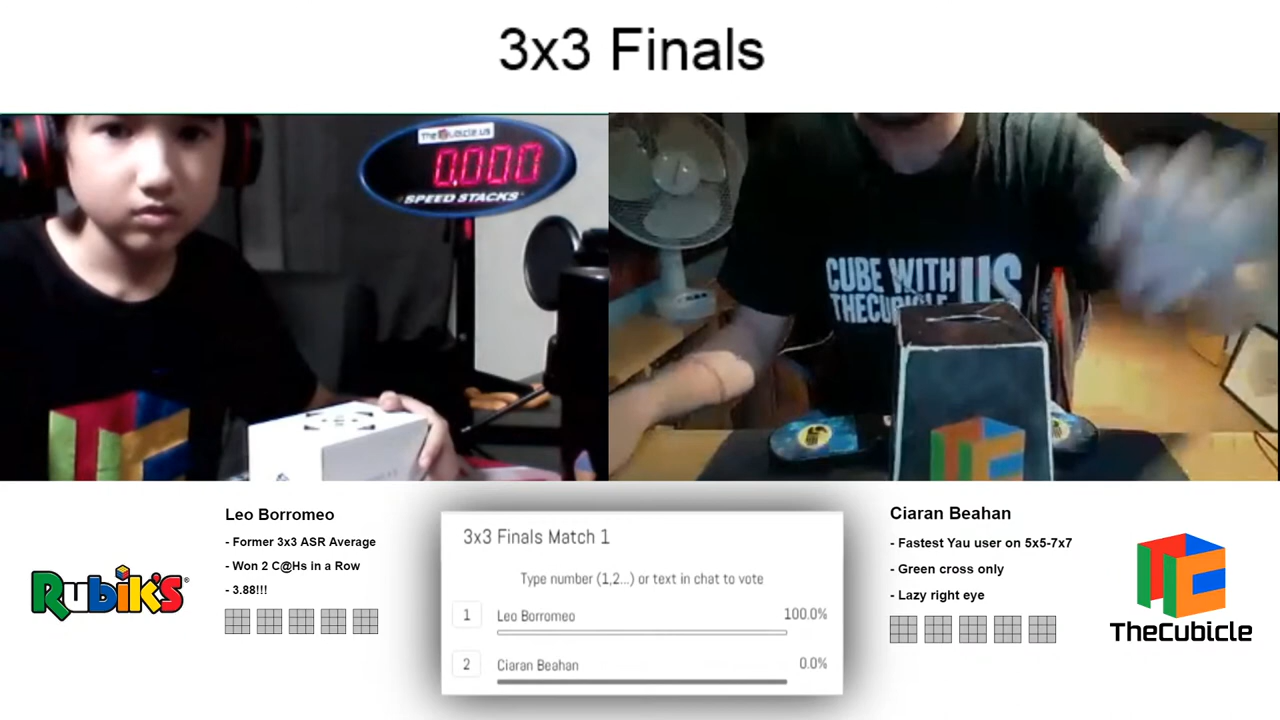 3x3 Finals
TheCubicle.us
0.000
SPEED STACKS
CUBE WITH US
THECUBICLE
Leo Borromeo
- Former 3x3 ASR Average
- Won 2 C@Hs in a Row
- 3.88!!!
Rubik's
3x3 Finals Match 1
Type number (1,2...) or text in chat to vote
1 Leo Borromeo 100.0%
2 Ciaran Beahan 0.0%
Ciaran Beahan
- Fastest Yau user on 5x5-7x7
- Green cross only
- Lazy right eye
TheCubicle